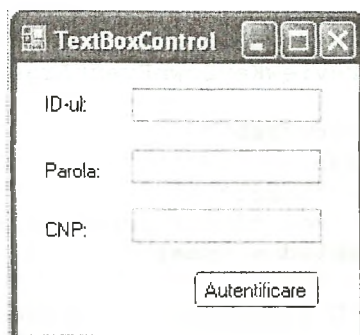 TextBoxControl
ID-ul:
Parola:
CNP:
Autentificare